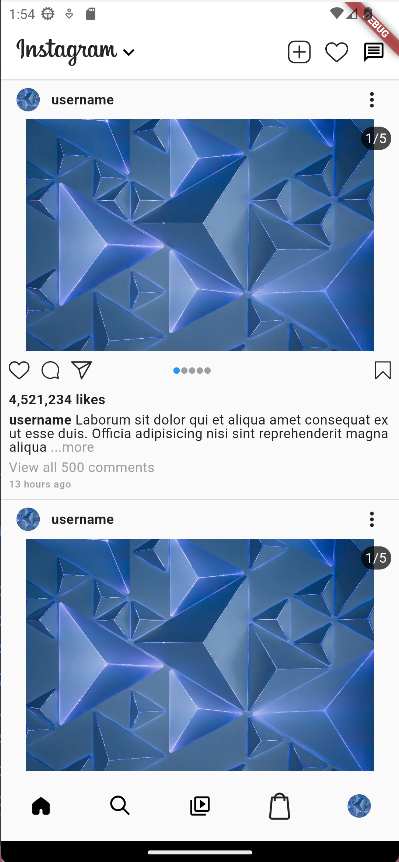 1:54
DEBUG
Instagram
username
1/5
4,521,234 likes
username Laborum sit dolor qui et aliqua amet consequat ex
ut esse duis. Officia adipisicing nisi sint reprehenderit magna
aliqua ...more
View all 500 comments
13 hours ago
username
1/5